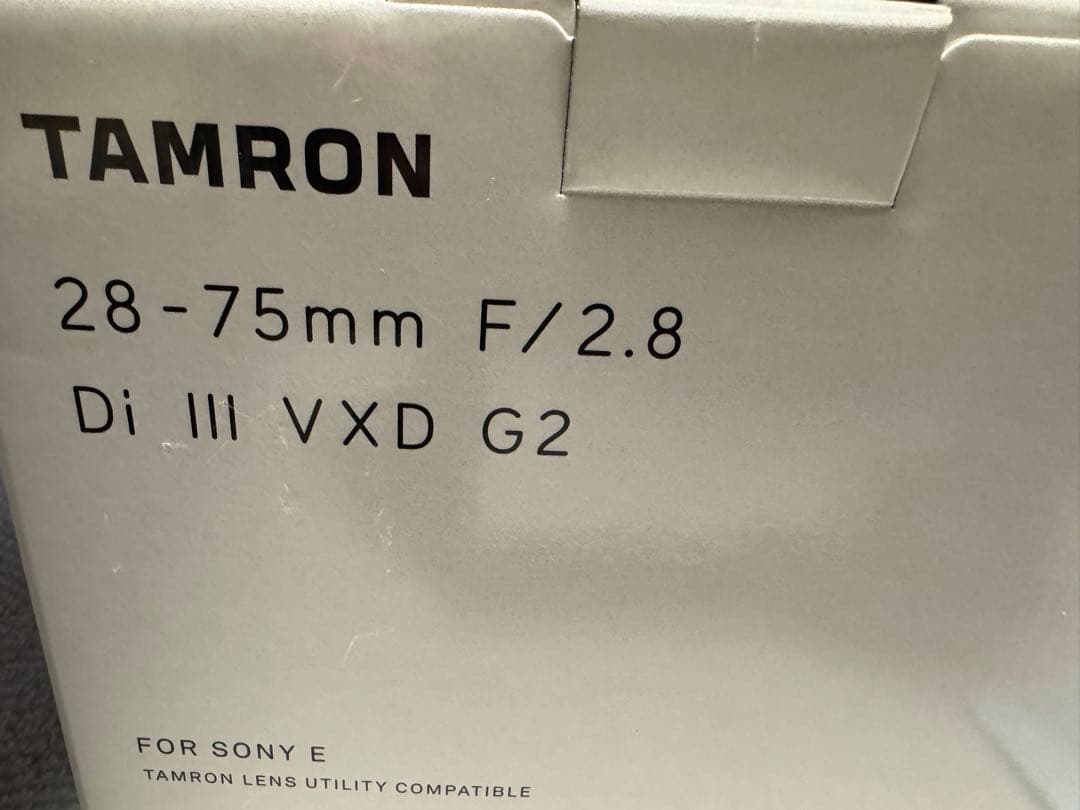 TAMRON
28-75mm F/2.8
Di III VXD G2
FOR SONY E
TAMRON LENS UTILITY COMPATIBLE